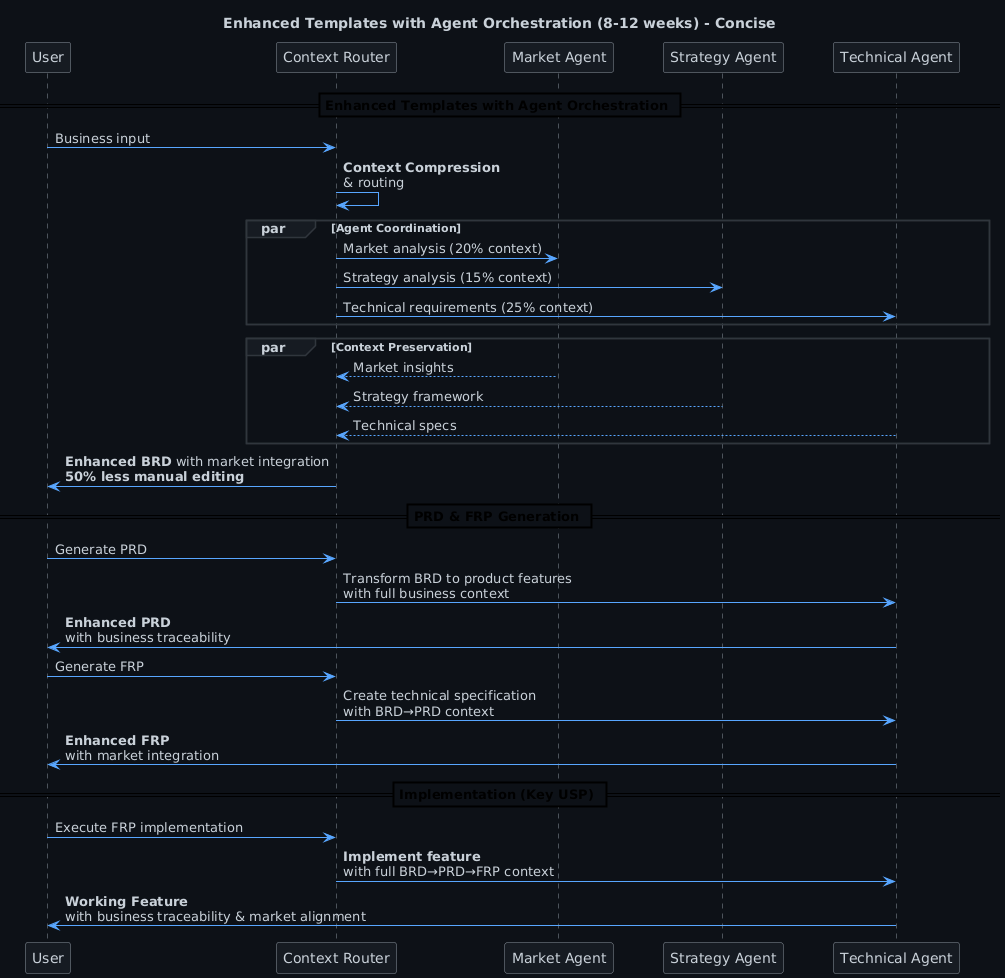 Enhanced Templates with Agent Orchestration (8-12 weeks) - Concise
User
Context Router
Market Agent
Strategy Agent
Technical Agent
Enhanced Templates with Agent Orchestration
Business input
Context Compression
& routing
par
[Agent Coordination]
Market analysis (20% context)
Strategy analysis (15% context)
Technical requirements (25% context)
par
[Context Preservation]
Market insights
Strategy framework
Technical specs
Enhanced BRD with market integration
50% less manual editing
PRD & FRP Generation
Generate PRD
Transform BRD to product features
with full business context
Enhanced PRD
with business traceability
Generate FRP
Create technical specification
with BRD→PRD context
Enhanced FRP
with market integration
Implementation (Key USP)
Execute FRP implementation
Implement feature
with full BRD→PRD→FRP context
Working Feature
with business traceability & market alignment
User
Context Router
Market Agent
Strategy Agent
Technical Agent